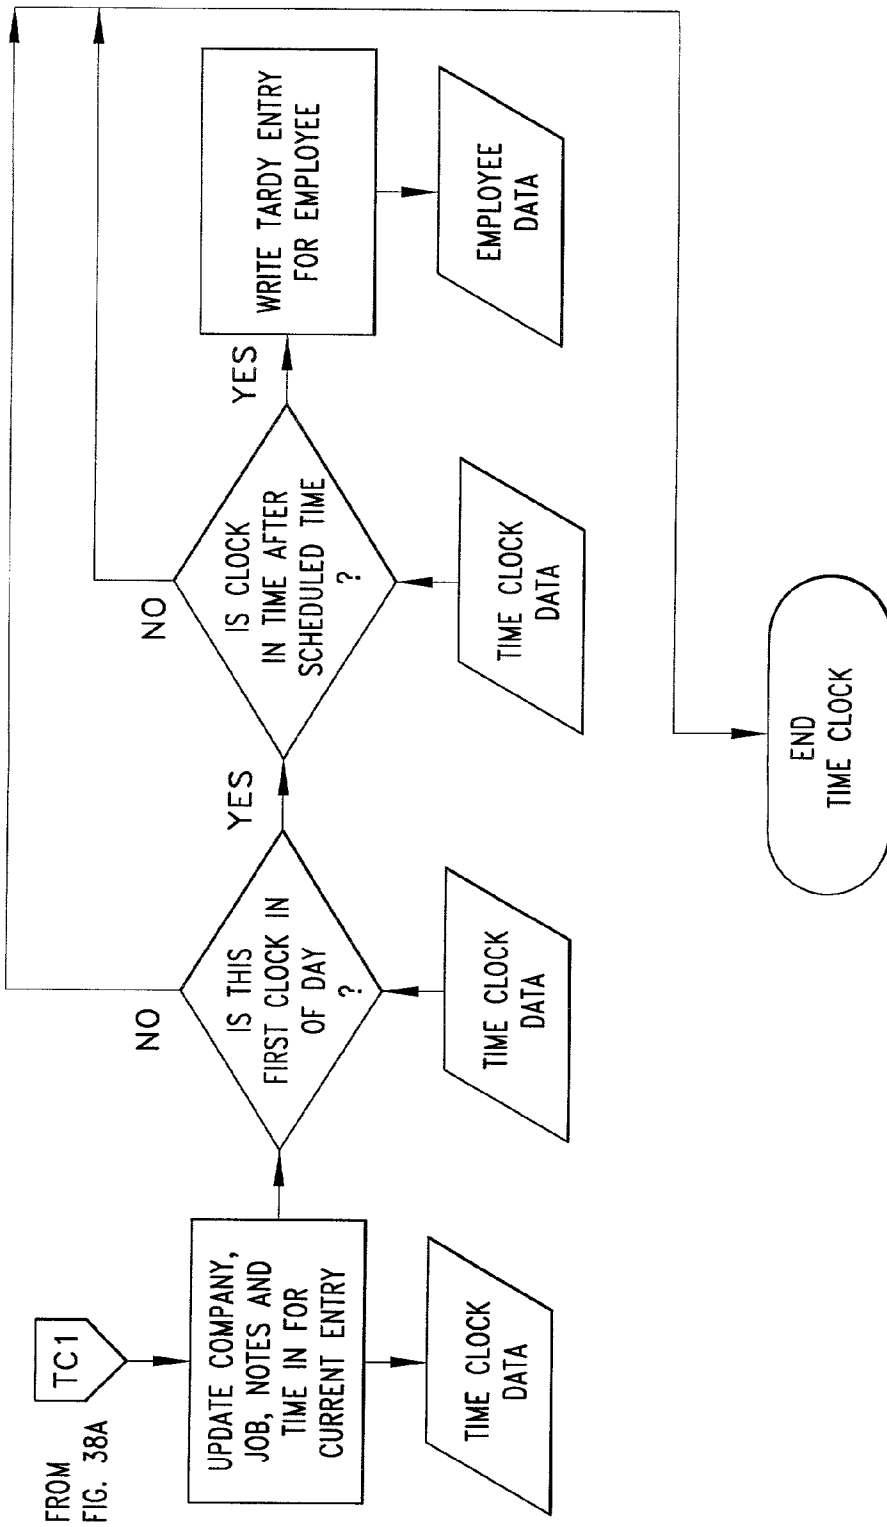 FROM
FIG. 38A
TC1
UPDATE COMPANY,
JOB, NOTES AND
TIME IN FOR
CURRENT ENTRY
TIME CLOCK
DATA
IS THIS
FIRST CLOCK IN
OF DAY
?
NO
YES
TIME CLOCK
DATA
IS CLOCK
IN TIME AFTER
SCHEDULED TIME
?
NO
YES
TIME CLOCK
DATA
WRITE TARDY ENTRY
FOR EMPLOYEE
EMPLOYEE
DATA
END
TIME CLOCK